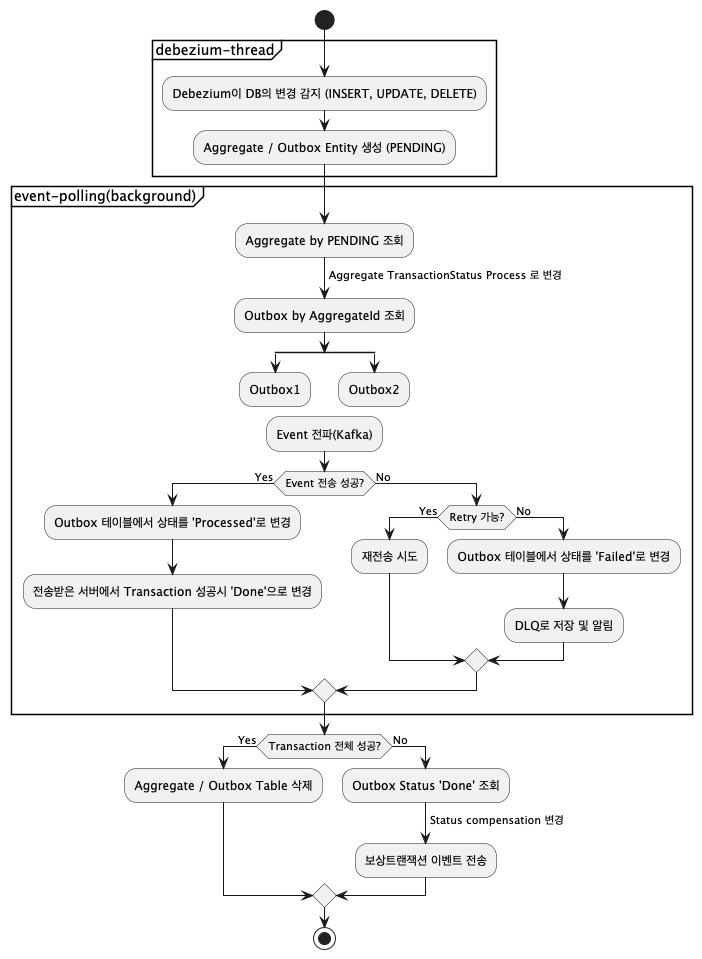 debezium-thread
Debezium이 DB의 변경 감지 (INSERT, UPDATE, DELETE)
Aggregate / Outbox Entity 생성 (PENDING)
event-polling(background)
Aggregate by PENDING 조회
Aggregate TransactionStatus Process 로 변경
Outbox by AggregateId 조회
Outbox1
Outbox2
Event 전파(Kafka)
Yes
Event 전송 성공?
No
Outbox 테이블에서 상태를 'Processed'로 변경
전송받은 서버에서 Transaction 성공시 'Done'으로 변경
Yes
Retry 가능?
No
재전송 시도
Outbox 테이블에서 상태를 'Failed'로 변경
DLQ로 저장 및 알림
Yes
Transaction 전체 성공?
No
Aggregate / Outbox Table 삭제
Outbox Status 'Done' 조회
Status compensation 변경
보상트랜잭션 이벤트 전송